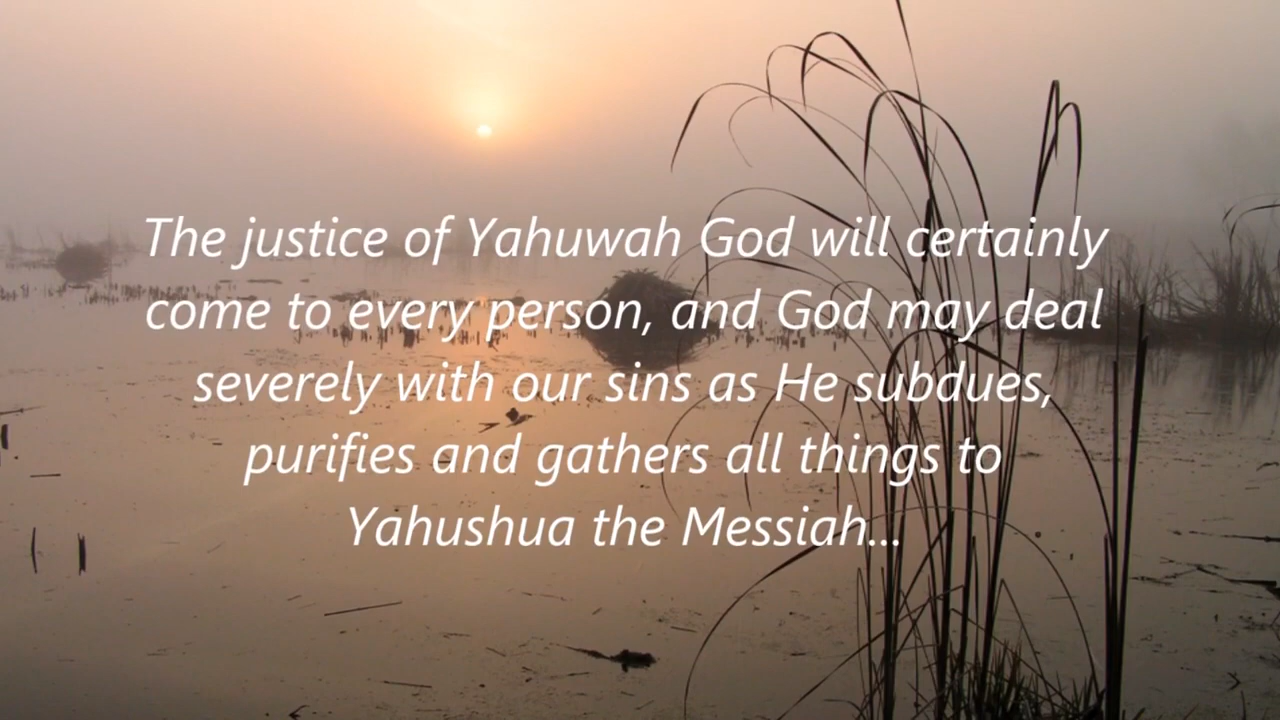 The justice of Yahuwah God will certainly
come to every person, and God may deal
severely with our sins as He subdues,
purifies and gathers all things to
Yahushua the Messiah...